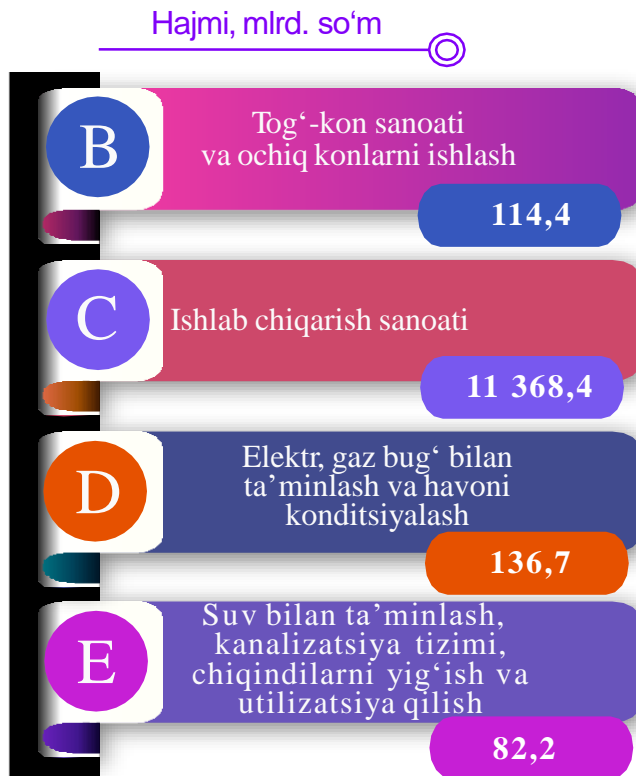 Hajmi, mlrd. so‘m
B
Tog‘-kon sanoati
va ochiq konlarni ishlash
114,4
C
Ishlab chiqarish sanoati
11 368,4
D
Elektr, gaz bug‘ bilan
ta’minlash va havoni
konditsiyalash
136,7
E
Suv bilan ta’minlash,
kanalizatsiya tizimi,
chiqindilarni yig‘ish va
utilizatsiya qilish
82,2